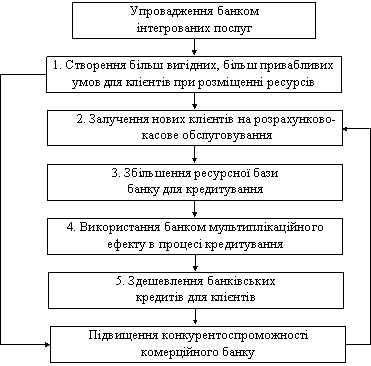 Упровадження банком
інтегрованих послуг
1. Створення більш вигідних, більш привабливих
умов для клієнтів при розміщенні ресурсів
2. Залучення нових клієнтів на розрахунково-
касове обслуговування
3. Збільшення ресурсної бази
банку для кредитування
4. Використання банком мультиплікаційного
ефекту в процесі кредитування
5. Здешевлення банківських
кредитів для клієнтів
Підвищення конкурентоспроможності
комерційного банку